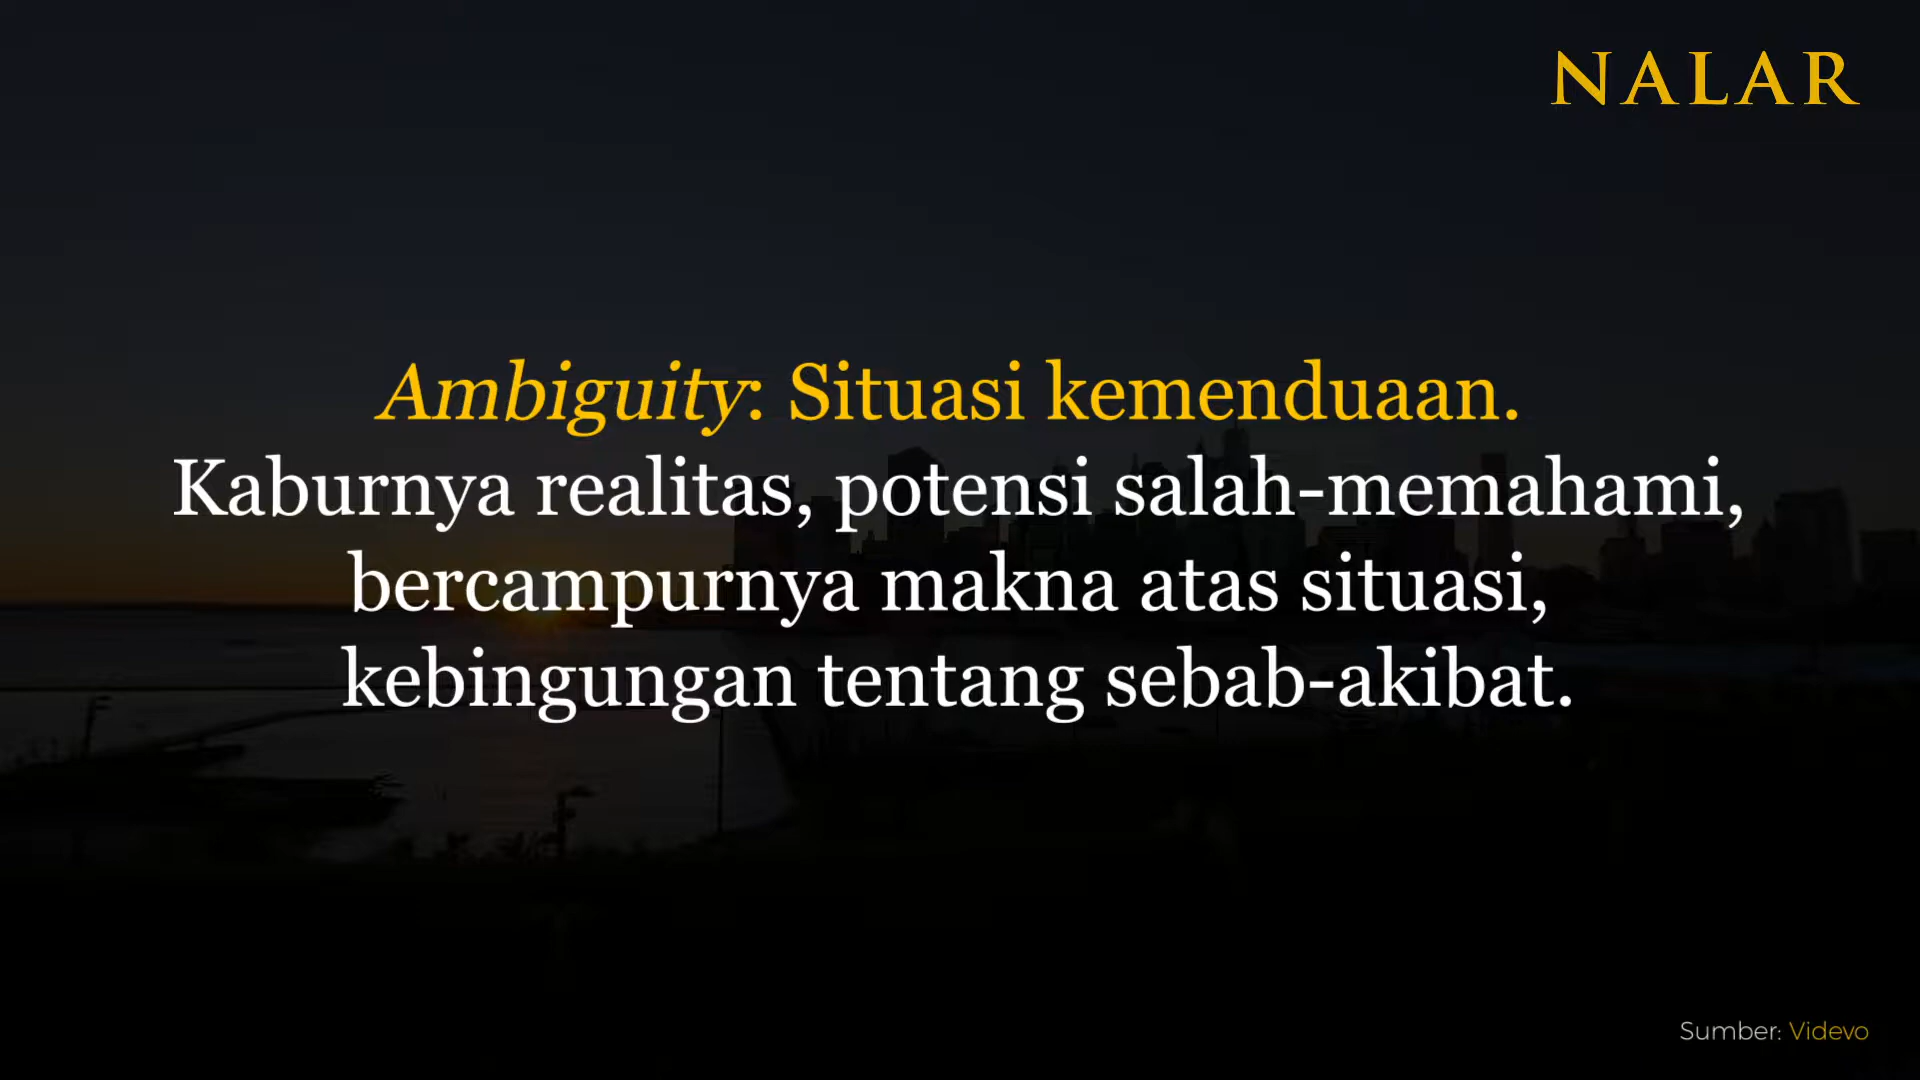 NALAR
Ambiguity: Situasi kemenduaan.
Kaburnya realitas, potensi salah-memahami,
bercampurnya makna atas situasi,
kebingungan tentang sebab-akibat.
Sumber: Videvo